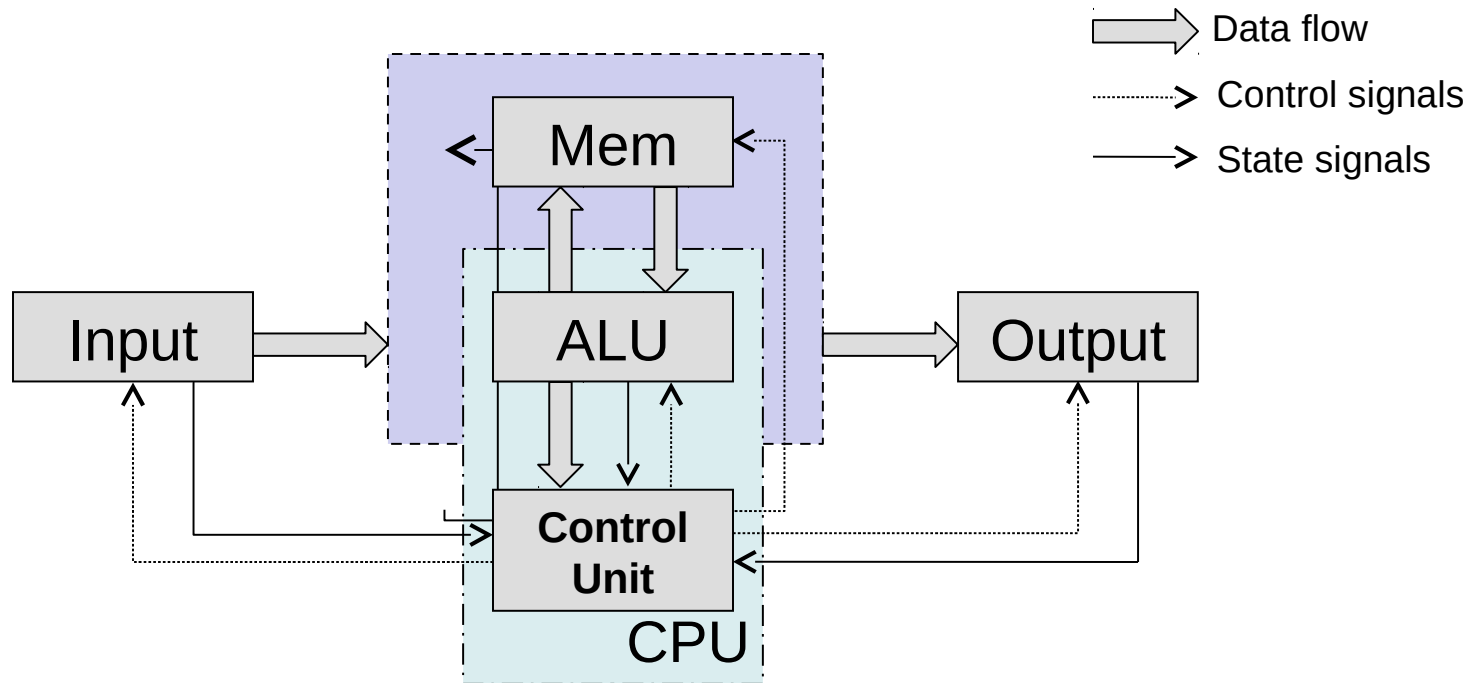 Data flow
Control signals
State signals
Mem
Input
ALU
Output
Control
Unit
CPU